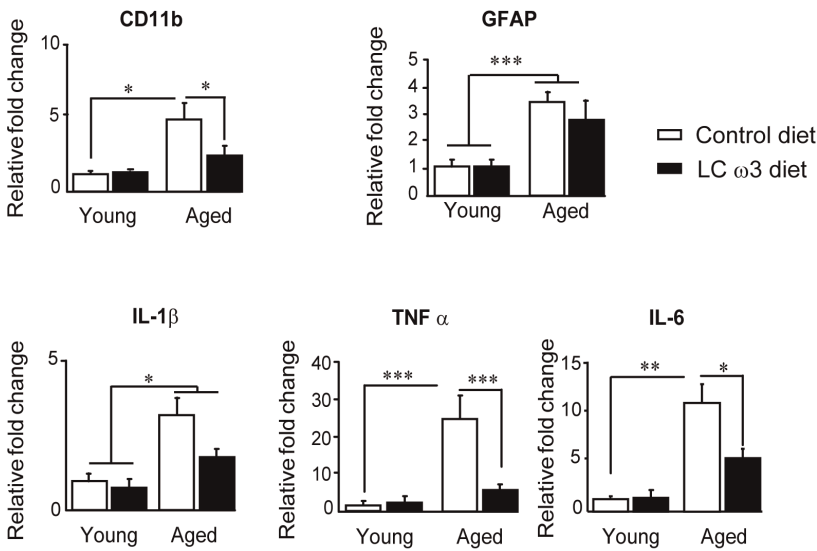 CD11b
Relative fold change
10
5
0
*
*
Young
Aged
GFAP
Relative fold change
5
4
3
2
1
0
***
Young
Aged
Control diet
LC ω3 diet
IL-1β
Relative fold change
5
0
*
Young
Aged
TNF α
Relative fold change
40
30
20
10
0
***
***
Young
Aged
IL-6
Relative fold change
15
10
5
0
**
*
Young
Aged